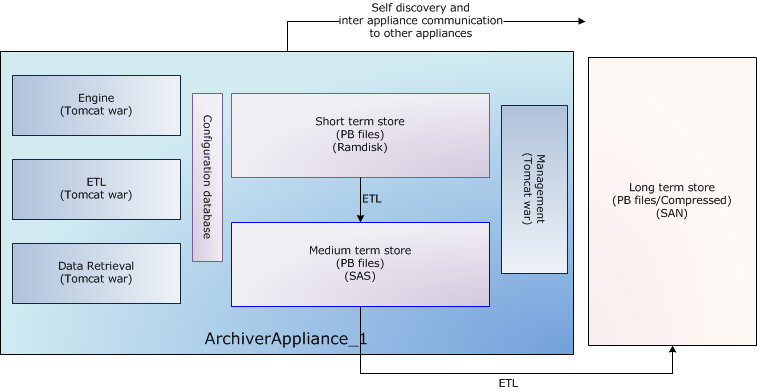 Self discovery and
inter appliance communication
to other appliances
Engine
(Tomcat war)
ETL
(Tomcat war)
Data Retrieval
(Tomcat war)
Configuration database
Short term store
(PB files)
(Ramdisk)
ETL
Medium term store
(PB files)
(SAS)
Management
(Tomcat war)
Long term store
(PB files/Compressed)
(SAN)
ArchiverAppliance_1
ETL